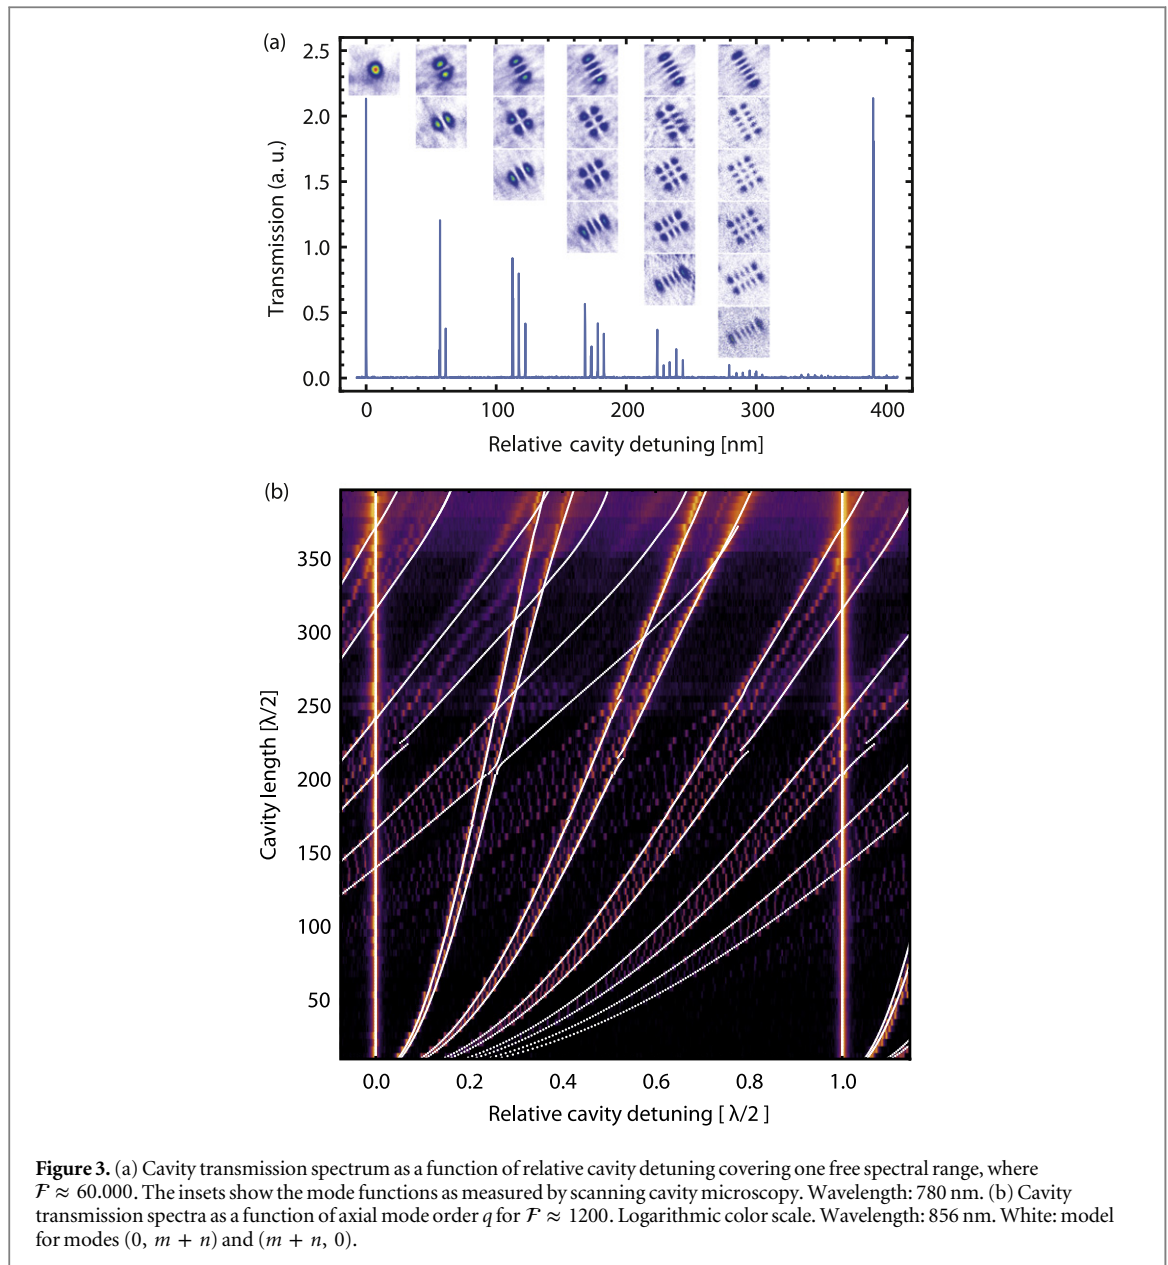 (a)
2.5
2.0
1.5
1.0
0.5
0.0
Transmission (a. u.)
0 100 200 300 400
Relative cavity detuning [nm]
(b)
350
300
250
200
150
100
50
Cavity length [λ/2]
0.0 0.2 0.4 0.6 0.8 1.0
Relative cavity detuning [ λ/2 ]
Figure 3. (a) Cavity transmission spectrum as a function of relative cavity detuning covering one free spectral range, where
ℱ ≈ 60.000. The insets show the mode functions as measured by scanning cavity microscopy. Wavelength: 780 nm. (b) Cavity
transmission spectra as a function of axial mode order q for ℱ ≈ 1200. Logarithmic color scale. Wavelength: 856 nm. White: model
for modes (0, m + n) and (m + n, 0).